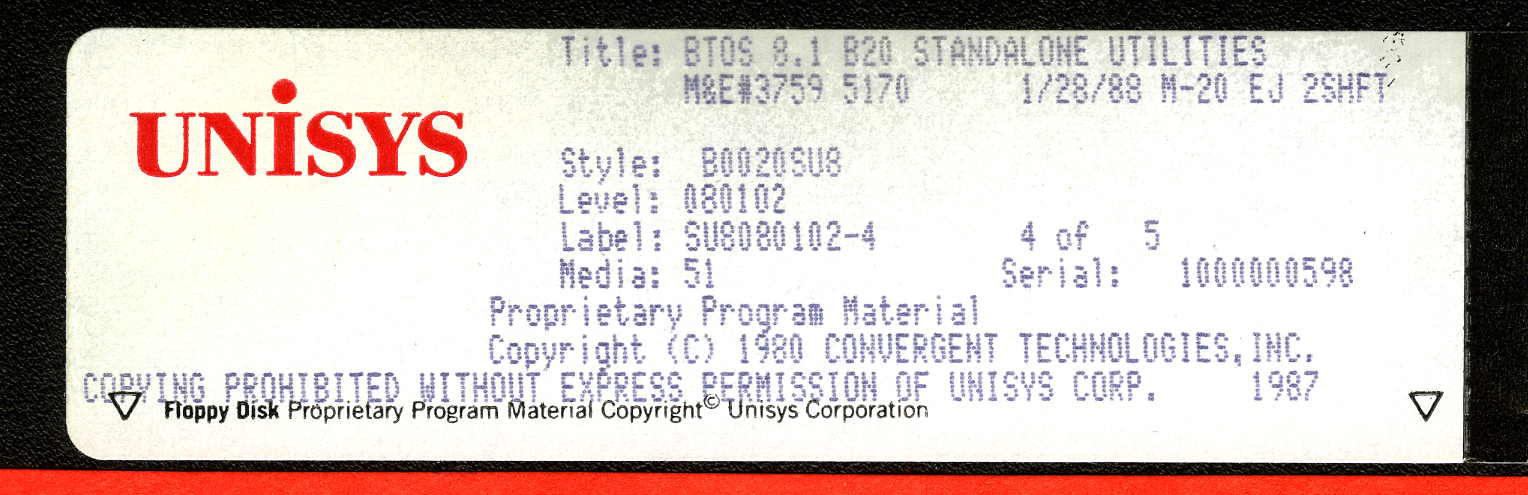 UNiSYS
Title: BTOS 8.1 B20 STANDALONE UTILITIES
M&E#3759 5170 1/28/88 M-20 EJ 2SHFT
Style: B0020SU8
Level: 080102
Label: SU8080102-4 4 of 5
Media: 51 Serial: 1000000598
Proprietary Program Material
Copyright (C) 1980 CONVERGENT TECHNOLOGIES,INC.
COPYING PROHIBITED WITHOUT EXPRESS PERMISSION OF UNISYS CORP. 1987
Floppy Disk Proprietary Program Material Copyright© Unisys Corporation